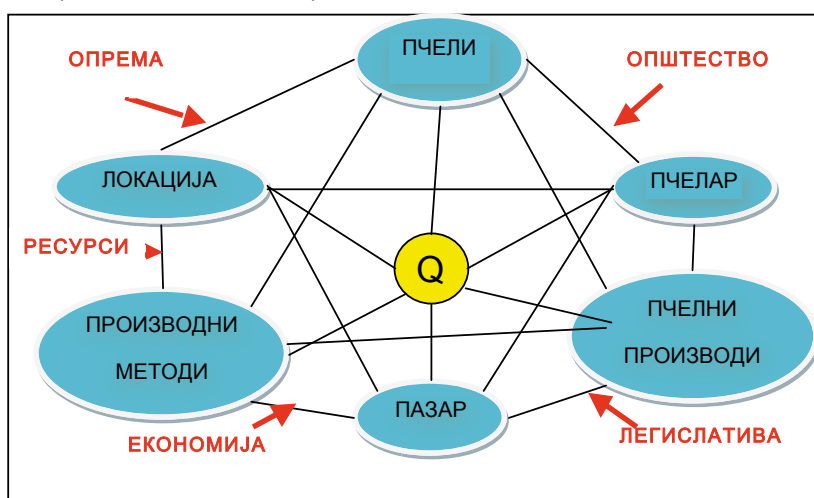 ПЧЕЛИ
ОПРЕМА
ОПШТЕСТВО
ЛОКАЦИЈА
ПЧЕЛАР
РЕСУРСИ
Q
ПРОИЗВОДНИ
МЕТОДИ
ПЧЕЛНИ
ПРОИЗВОДИ
ПАЗАР
ЕКОНОМИЈА
ЛЕГИСЛАТИВА